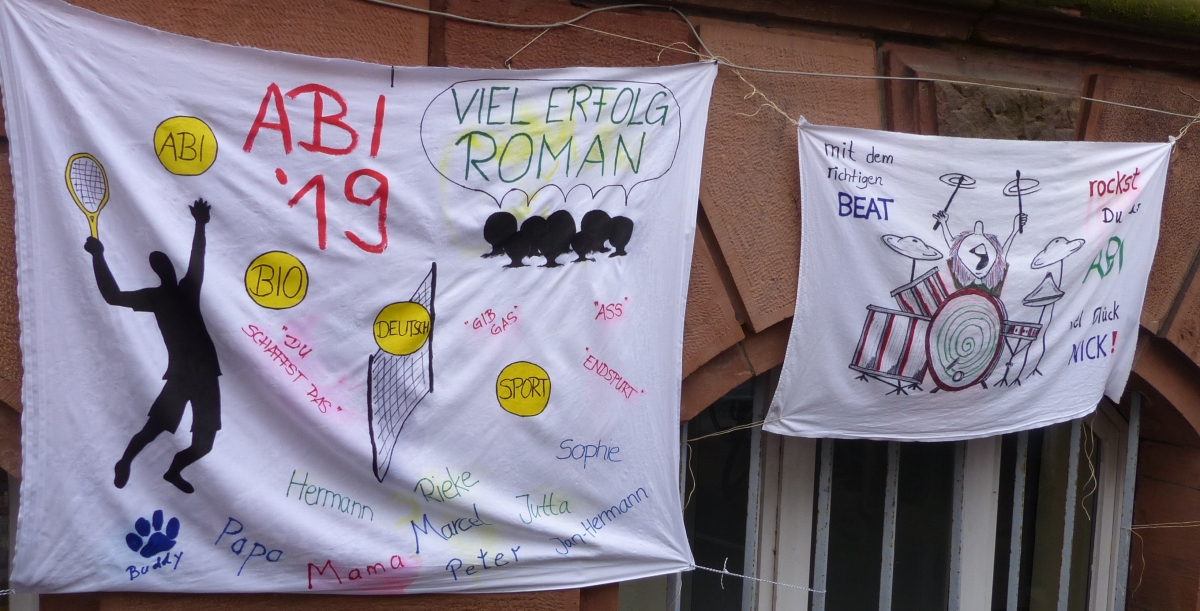 ABI
'19
VIEL ERFOLG
ROMAN
ABI
BIO
DEUTSCH
SPORT
"DU
SCHAFFST DAS"
"GIB
GAS"
"ASS"
"ENDSPURT"
Sophie
Hermann
Rieke
Marcel
Jutta
Jan-Hermann
Buddy
Papa
Mama
Peter
mit dem
richtigen
BEAT
rockst
Du
ABI
NICK!